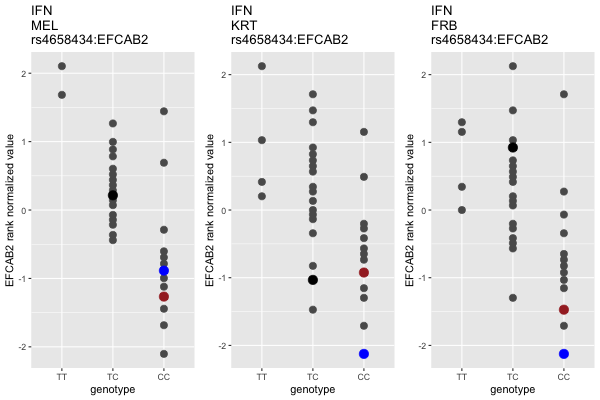 IFN
MEL
rs4658434:EFCAB2
EFCAB2 rank normalized value
2
1
0
-1
-2
TT
TC
CC
genotype
IFN
KRT
rs4658434:EFCAB2
EFCAB2 rank normalized value
2
1
0
-1
-2
TT
TC
CC
genotype
IFN
FRB
rs4658434:EFCAB2
EFCAB2 rank normalized value
2
1
0
-1
-2
TT
TC
CC
genotype